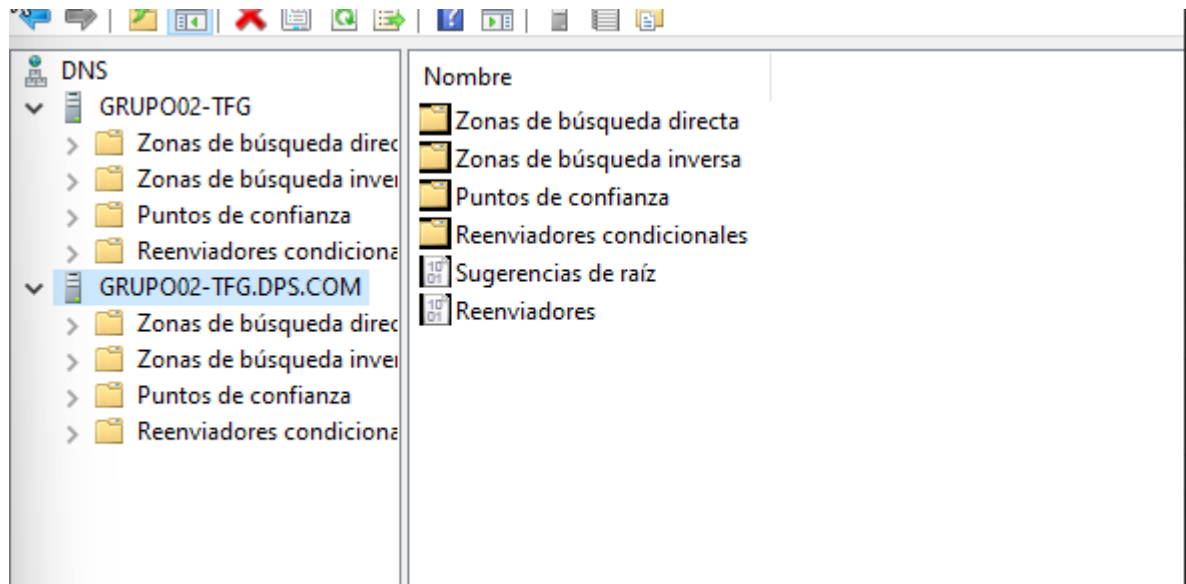 DNS
GRUPO02-TFG
Zonas de búsqueda direc
Zonas de búsqueda inver
Puntos de confianza
Reenviadores condiciona
GRUPO02-TFG.DPS.COM
Zonas de búsqueda direc
Zonas de búsqueda inver
Puntos de confianza
Reenviadores condiciona
Nombre
Zonas de búsqueda directa
Zonas de búsqueda inversa
Puntos de confianza
Reenviadores condicionales
Sugerencias de raíz
Reenviadores